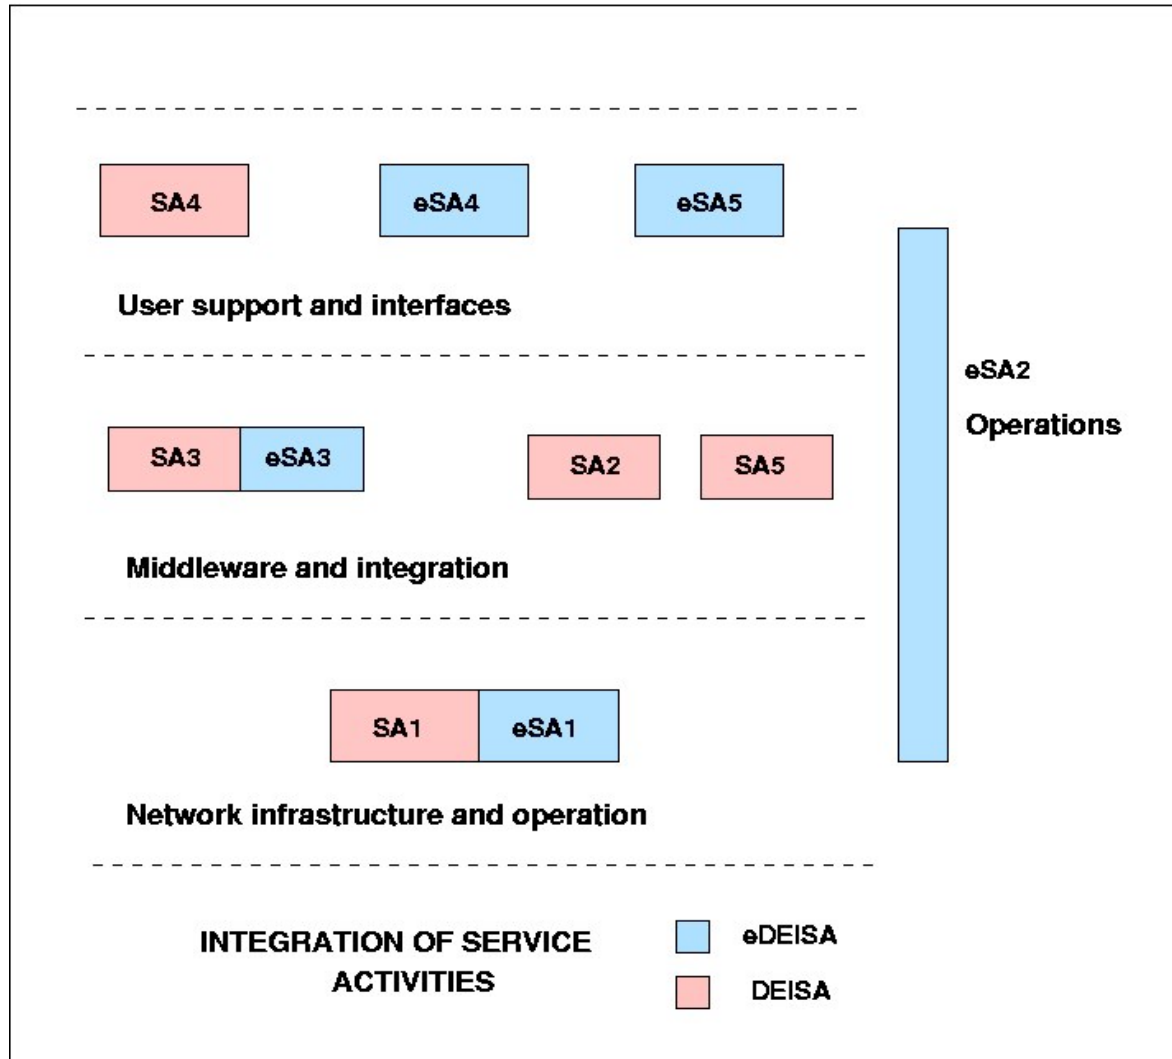 SA4
eSA4
eSA5
User support and interfaces
eSA2
Operations
SA3
eSA3
SA2
SA5
Middleware and integration
SA1
eSA1
Network infrastructure and operation
INTEGRATION OF SERVICE
ACTIVITIES
eDEISA
DEISA